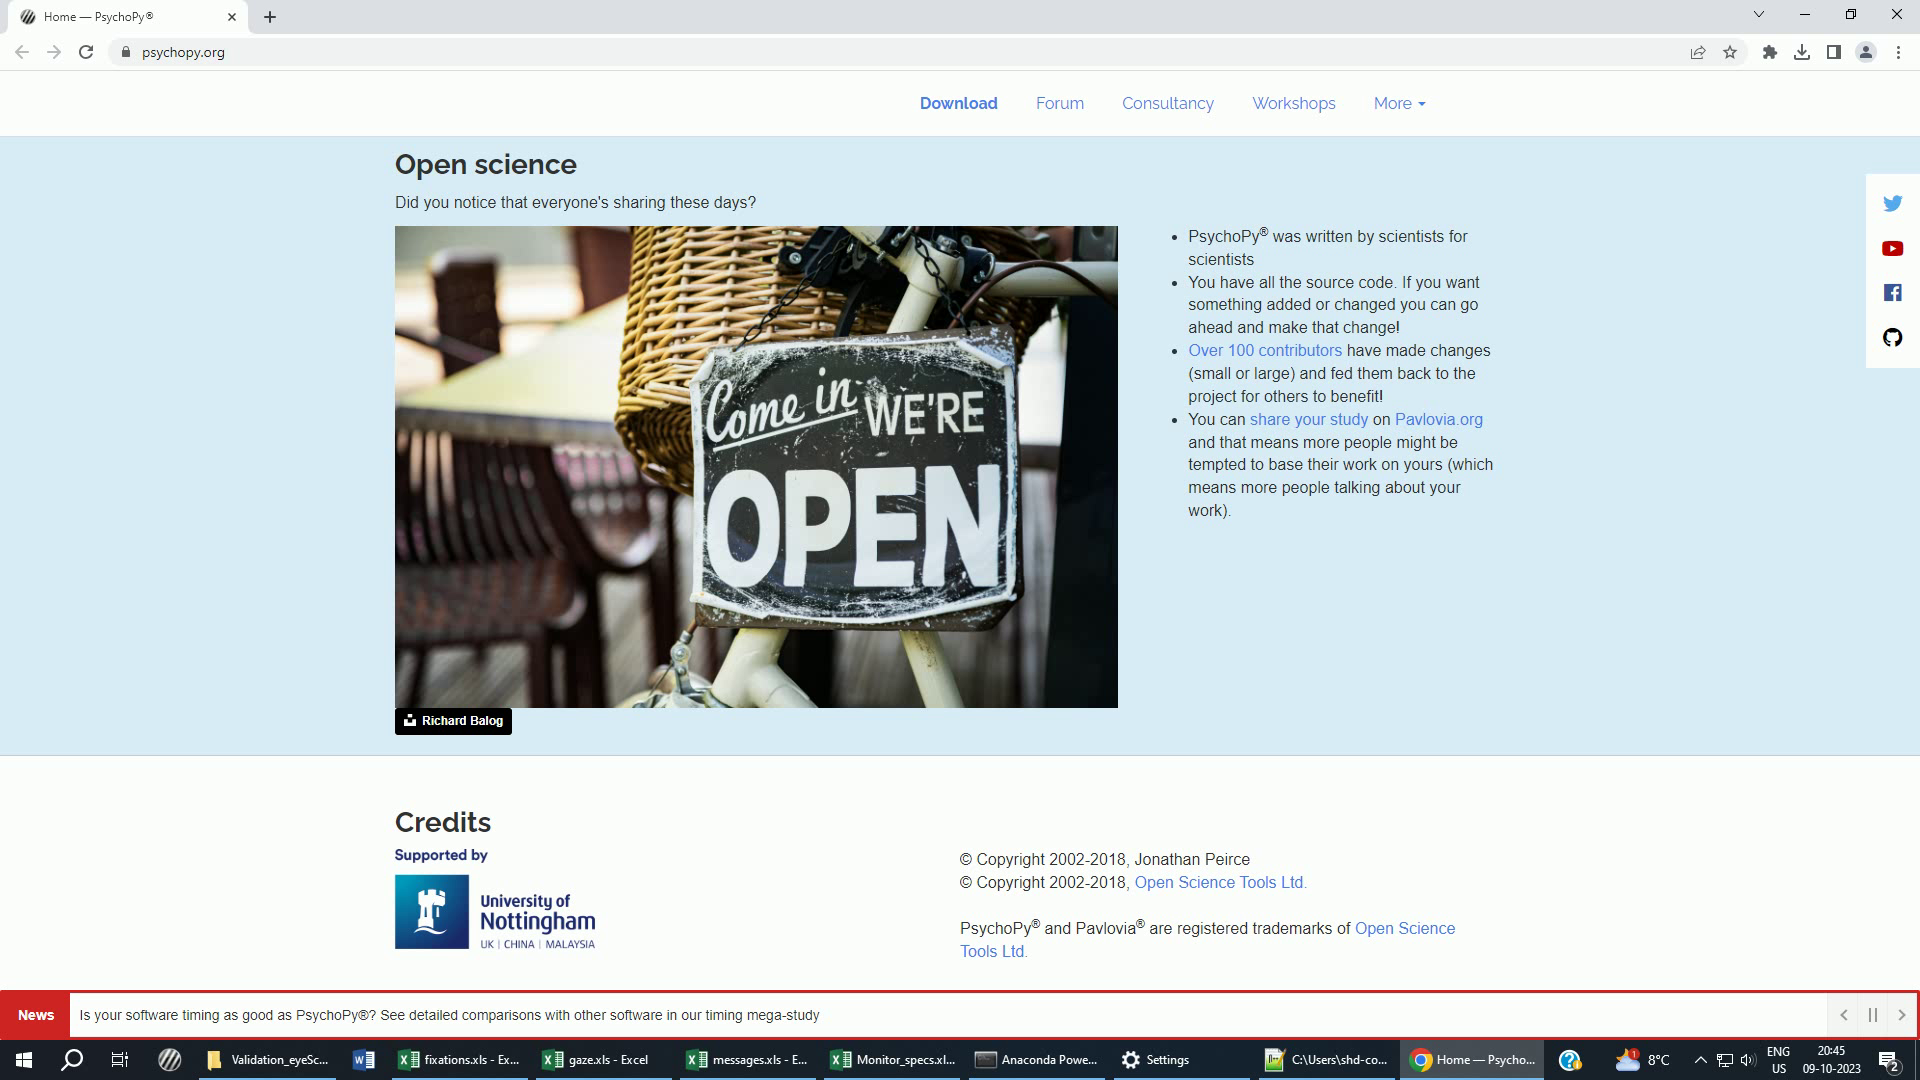 Home — PsychoPy®
psychopy.org
Download Forum Consultancy Workshops More
Open science
Did you notice that everyone's sharing these days?
Come in WE'RE
OPEN
Richard Balog
PsychoPy® was written by scientists for
scientists
You have all the source code. If you want
something added or changed you can go
ahead and make that change!
Over 100 contributors have made changes
(small or large) and fed them back to the
project for others to benefit!
You can share your study on Pavlovia.org
and that means more people might be
tempted to base their work on yours (which
means more people talking about your
work).
Credits
Supported by
University of
Nottingham
UK | CHINA | MALAYSIA
© Copyright 2002-2018, Jonathan Peirce
© Copyright 2002-2018, Open Science Tools Ltd.
PsychoPy® and Pavlovia® are registered trademarks of Open Science
Tools Ltd.
News Is your software timing as good as PsychoPy®? See detailed comparisons with other software in our timing mega-study
Validation_eyeSc... fixations.xls - Ex... gaze.xls - Excel messages.xls - E... Monitor_specs.xl... Anaconda Powe... Settings C:\Users\shd-co... Home — Psycho... 1 8°C ENG 20:45
US 09-10-2023 2